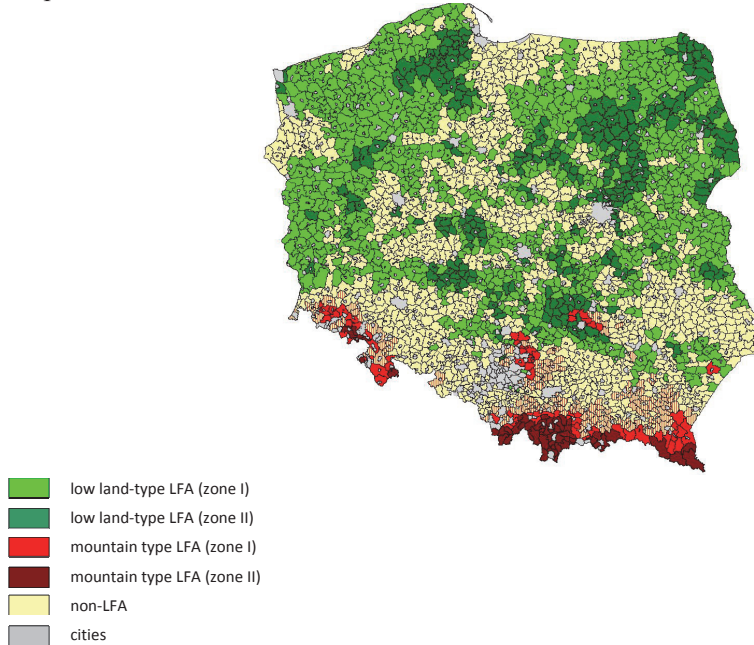 low land-type LFA (zone I)
low land-type LFA (zone II)
mountain type LFA (zone I)
mountain type LFA (zone II)
non-LFA
cities